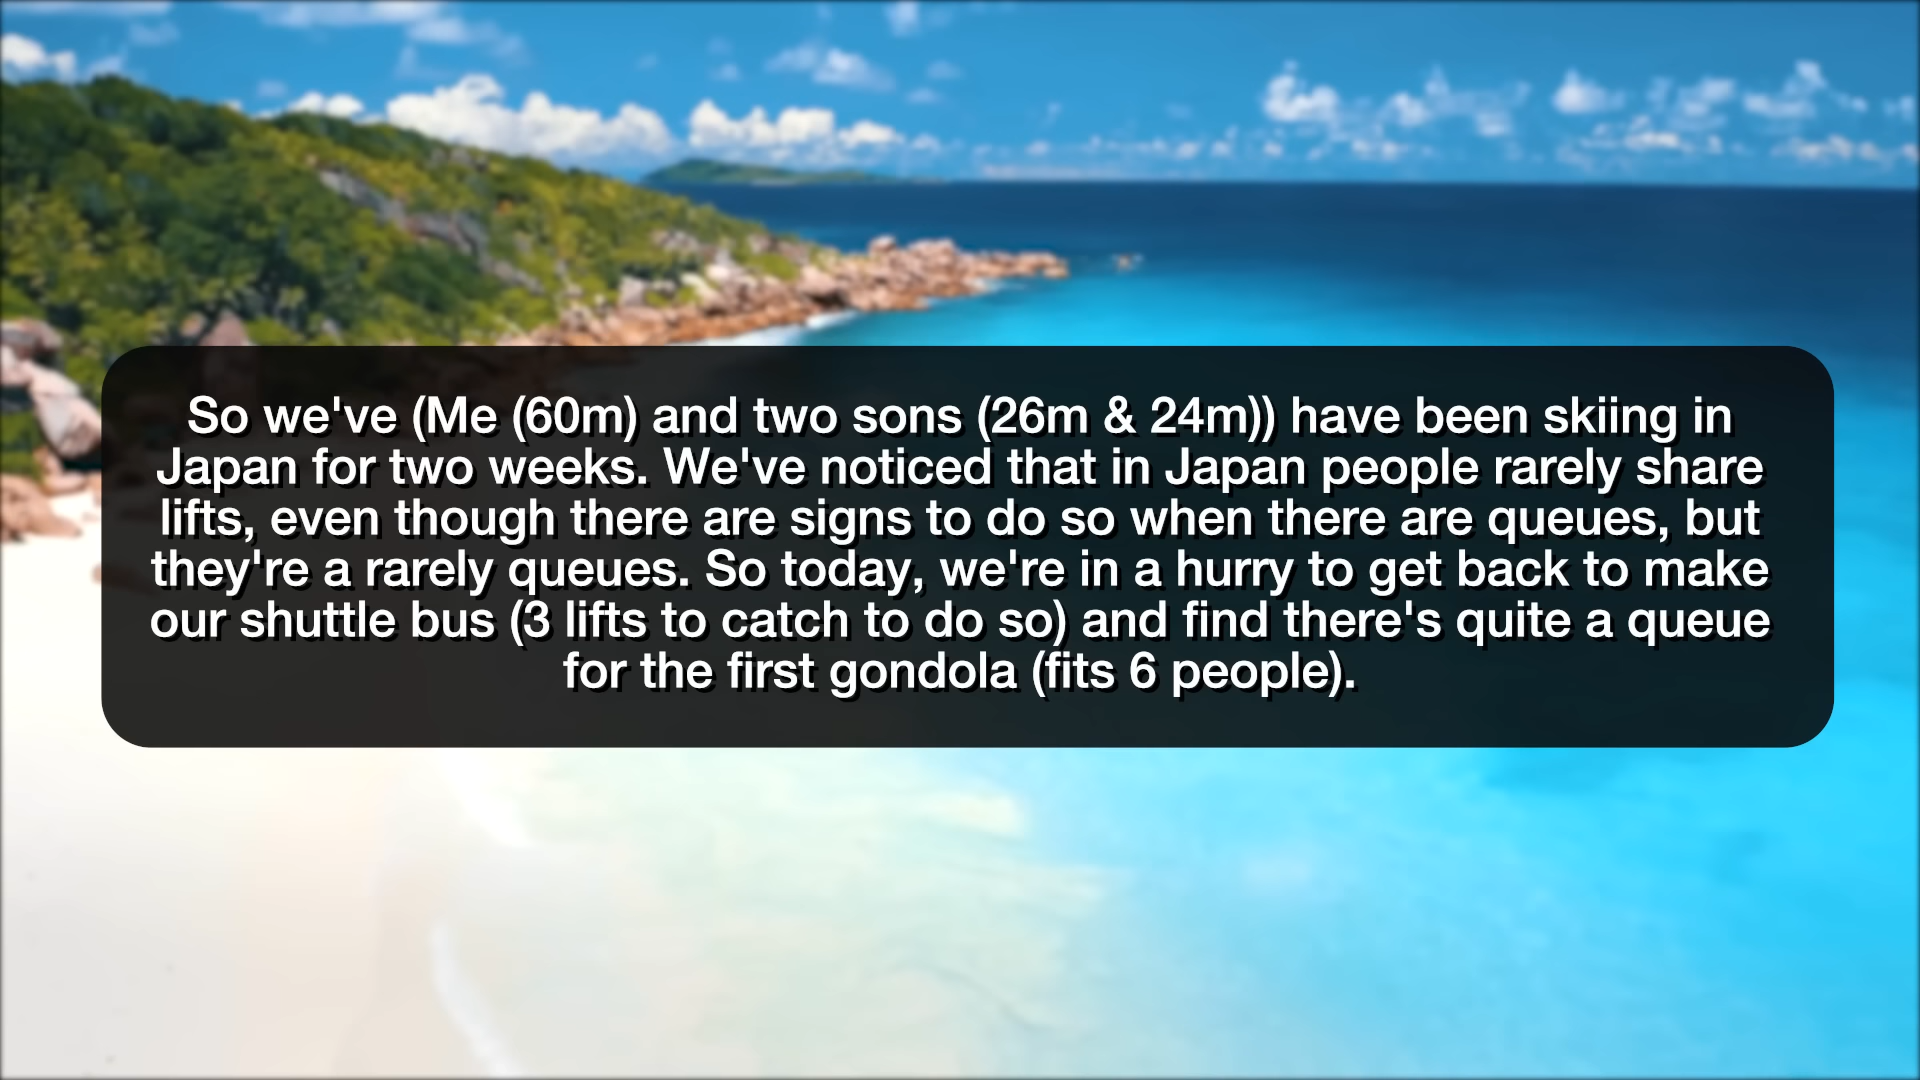 So we've (Me (60m) and two sons (26m & 24m)) have been skiing in
Japan for two weeks. We've noticed that in Japan people rarely share
lifts, even though there are signs to do so when there are queues, but
they're a rarely queues. So today, we're in a hurry to get back to make
our shuttle bus (3 lifts to catch to do so) and find there's quite a queue
for the first gondola (fits 6 people).